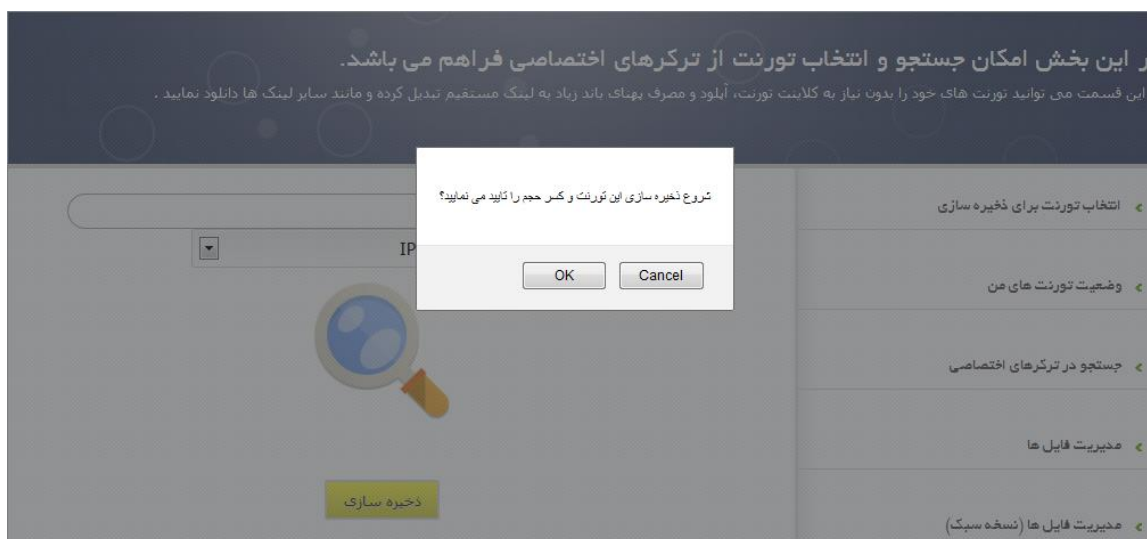 ر این بخش امکان جستجو و انتخاب تورنت از ترکرهای اختصاصی فراهم می باشد.
این قسمت می توانید تورنت های خود را بدون نیاز به کلاینت تورنت، آپلود و مصرف پهنای باند زیاد به لینک مستقیم تبدیل کرده و مانند سایر لینک ها دانلود نمایید .
شروع ذخیره سازی این تورنت و کسر حجم را تایید می نمایید؟
OK
Cancel
IP
ذخیره سازی
انتخاب تورنت برای ذخیره سازی
وضعیت تورنت های من
جستجو در ترکرهای اختصاصی
مدیریت فایل ها
مدیریت فایل ها (نسخه سبک)